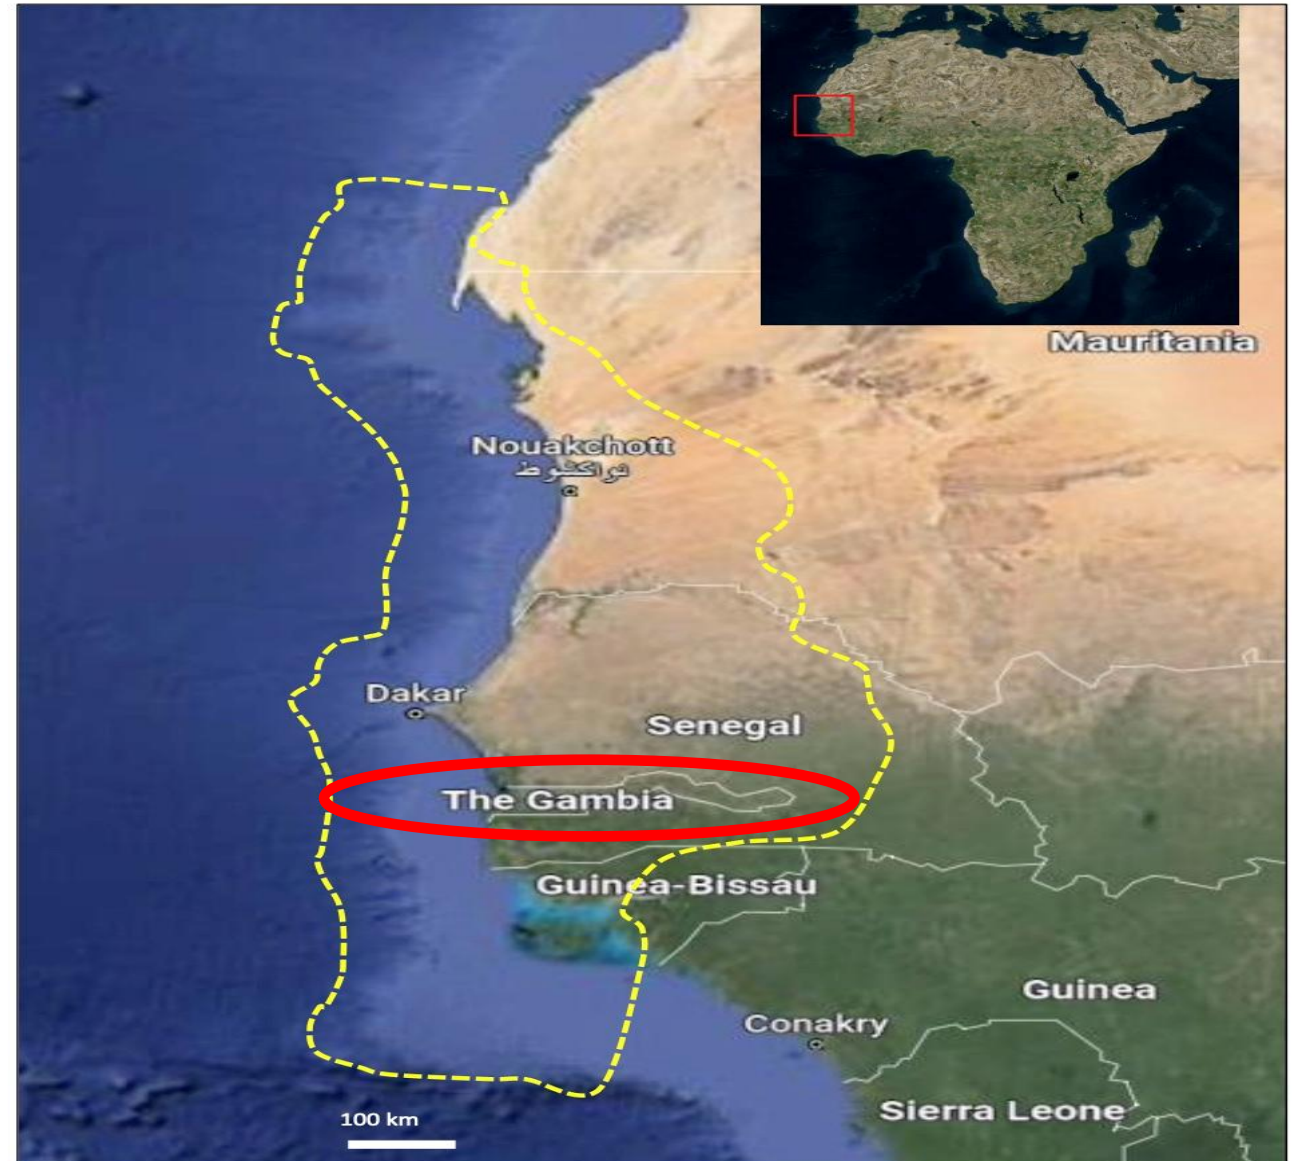 Mauritania
Nouakchott
نواكشوط
Dakar
Senegal
The Gambia
Guinea-Bissau
Guinea
Conakry
Sierra Leone
100 km